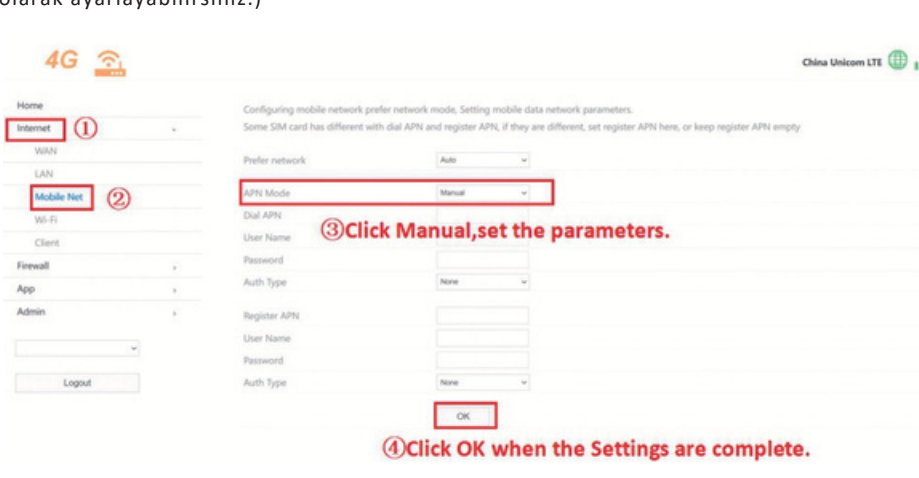 olarak ayarlayabilirsiniz.)
4G
China Unicom LTE
Home
Internet ①
WAN
LAN
Mobile Net ②
Wi-Fi
Client
Firewall
App
Admin
Logout
Configuring mobile network prefer network mode, Setting mobile data network parameters.
Some SIM card has different with dial APN and register APN, if they are different, set register APN here, or keep register APN empty
Prefer network Auto
APN Mode Manual
Dial APN
③Click Manual,set the parameters.
User Name
Password
Auth Type None
Register APN
User Name
Password
Auth Type None
OK
④Click OK when the Settings are complete.